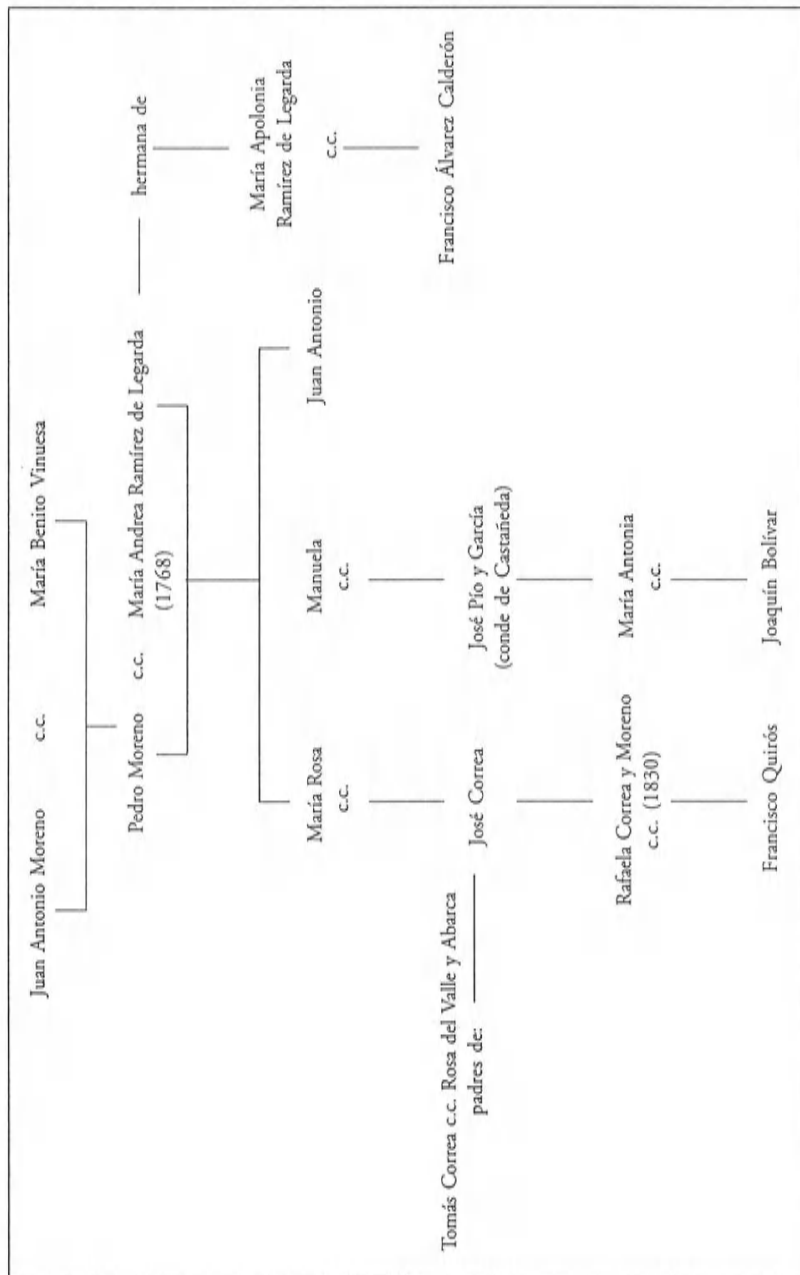 Juan Antonio Moreno c.c. María Benito Vinuesa
Pedro Moreno c.c. María Andrea Ramírez de Legarda
(1768)
hermana de
María Apolonia
Ramírez de Legarda
c.c.
Francisco Álvarez Calderón
María Rosa
c.c.
Manuela
c.c.
Juan Antonio
Tomás Correa c.c. Rosa del Valle y Abarca
padres de:
José Correa
José Pío y García
(conde de Castañeda)
Rafaela Correa y Moreno
c.c. (1830)
María Antonia
c.c.
Francisco Quirós
Joaquín Bolívar